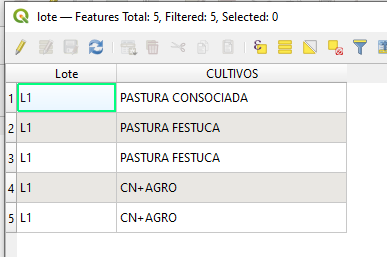 lote — Features Total: 5, Filtered: 5, Selected: 0
Lote CULTIVOS
1 L1 PASTURA CONSOCIADA
2 L1 PASTURA FESTUCA
3 L1 PASTURA FESTUCA
4 L1 CN+AGRO
5 L1 CN+AGRO